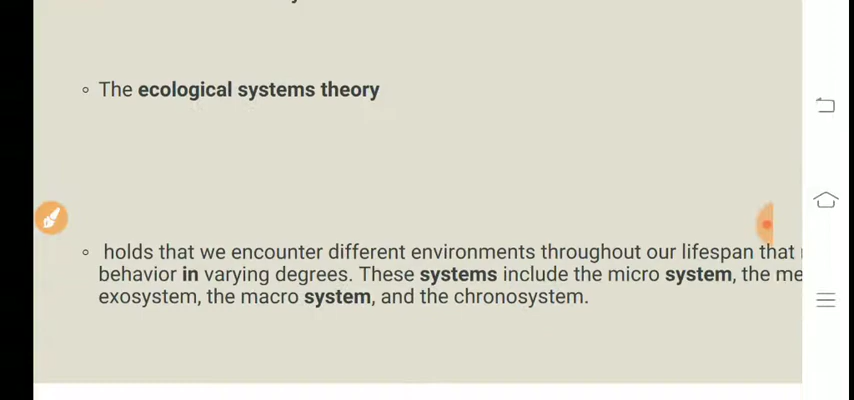 The ecological systems theory
holds that we encounter different environments throughout our lifespan that
behavior in varying degrees. These systems include the micro system, the me
exosystem, the macro system, and the chronosystem.